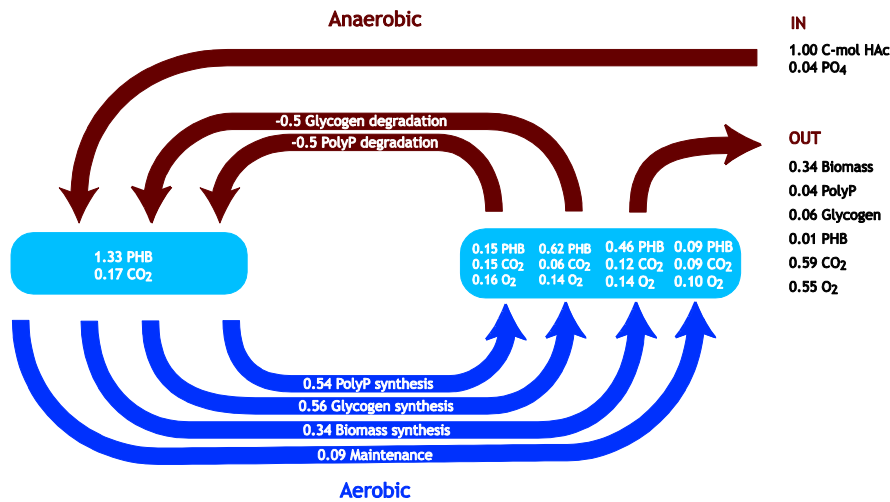 Anaerobic
IN
1.00 C-mol HAc
0.04 PO4
-0.5 Glycogen degradation
-0.5 PolyP degradation
OUT
0.34 Biomass
0.04 PolyP
0.06 Glycogen
0.01 PHB
0.59 CO2
0.55 O2
1.33 PHB
0.17 CO2
0.15 PHB 0.62 PHB 0.46 PHB 0.09 PHB
0.15 CO2 0.06 CO2 0.12 CO2 0.09 CO2
0.16 O2 0.14 O2 0.14 O2 0.10 O2
0.54 PolyP synthesis
0.56 Glycogen synthesis
0.34 Biomass synthesis
0.09 Maintenance
Aerobic